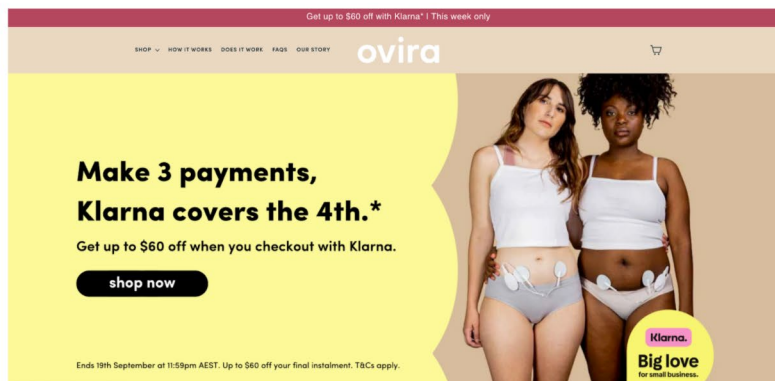 Get up to $60 off with Klarna* | This week only
SHOP HOW IT WORKS DOES IT WORK FAQS OUR STORY
ovira
Make 3 payments,
Klarna covers the 4th.*
Get up to $60 off when you checkout with Klarna.
shop now
Ends 19th September at 11:59pm AEST. Up to $60 off your final instalment. T&Cs apply.
Klarna.
Big love
for small business.